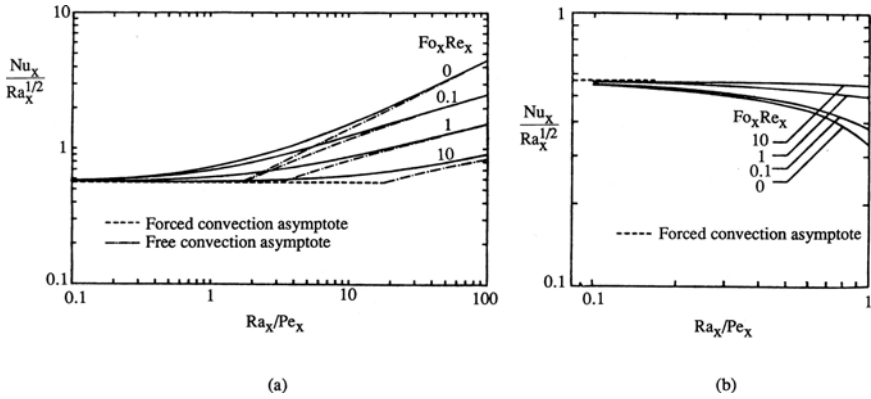 10
Nu_x
Ra_x^{1/2}
1
0.1
0.1
1
10
100
Ra_x/Pe_x
Fo_xRe_x
0
0.1
1
10
Forced convection asymptote
Free convection asymptote
(a)
1
Nu_x
Ra_x^{1/2}
0.1
0.1
1
Ra_x/Pe_x
Fo_xRe_x
10
1
0.1
0
Forced convection asymptote
(b)